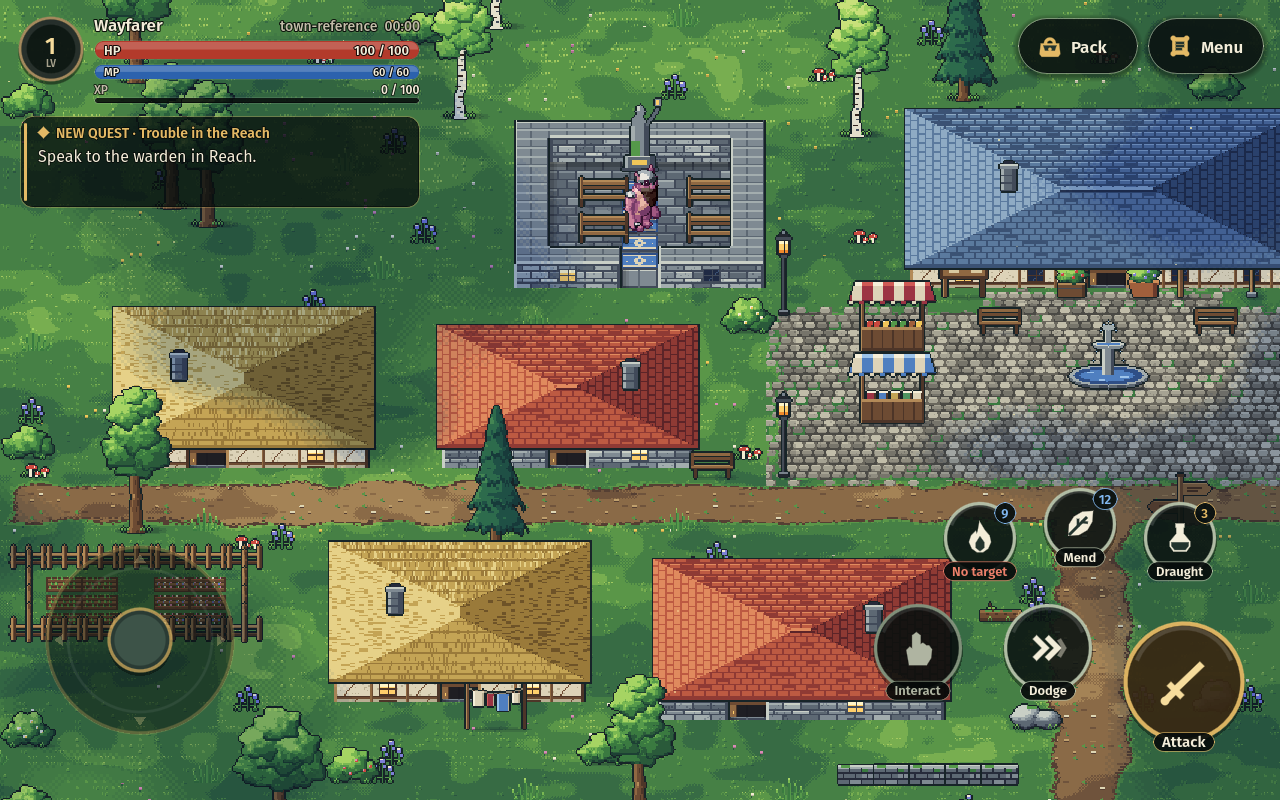 Wayfarer
town-reference 00:00
1
LV
HP
100 / 100
MP
60 / 60
XP
0 / 100
NEW QUEST · Trouble in the Reach
Speak to the warden in Reach.
Pack
Menu
9
No target
12
Mend
3
Draught
Interact
Dodge
Attack